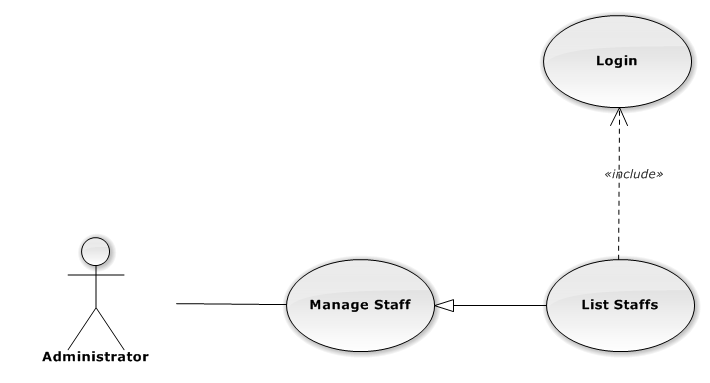 Login
«include»
Manage Staff
List Staffs
Administrator